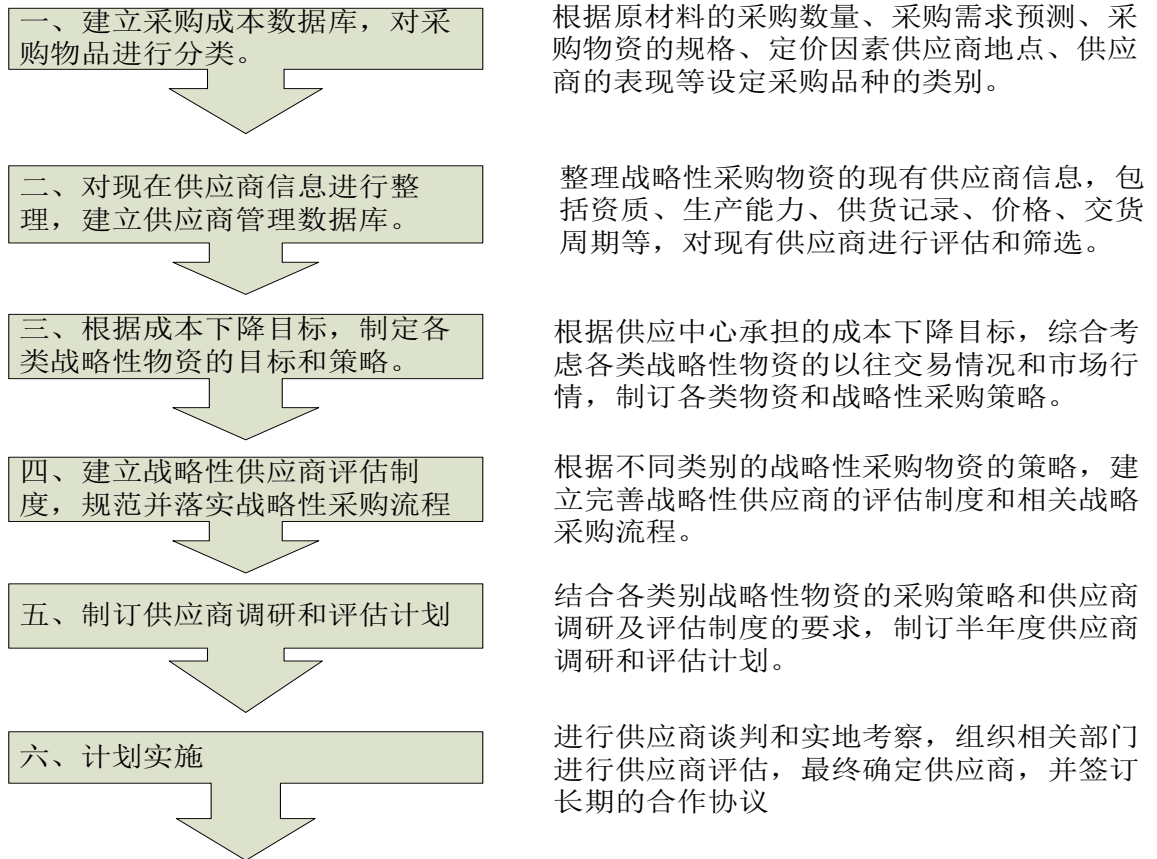 一、建立采购成本数据库，对采
购物品进行分类。
根据原材料的采购数量、采购需求预测、采
购物资的规格、定价因素供应商地点、供应
商的表现等设定采购品种的类别。
二、对现在供应商信息进行整
理，建立供应商管理数据库。
整理战略性采购物资的现有供应商信息，包
括资质、生产能力、供货记录、价格、交货
周期等，对现有供应商进行评估和筛选。
三、根据成本下降目标，制定各
类战略性物资的目标和策略。
根据供应中心承担的成本下降目标，综合考
虑各类战略性物资的以往交易情况和市场行
情，制订各类物资和战略性采购策略。
四、建立战略性供应商评估制
度，规范并落实战略性采购流程
根据不同类别的战略性采购物资的策略，建
立完善战略性供应商的评估制度和相关战略
采购流程。
五、制订供应商调研和评估计划
结合各类别战略性物资的采购策略和供应商
调研及评估制度的要求，制订半年度供应商
调研和评估计划。
六、计划实施
进行供应商谈判和实地考察，组织相关部门
进行供应商评估，最终确定供应商，并签订
长期的合作协议